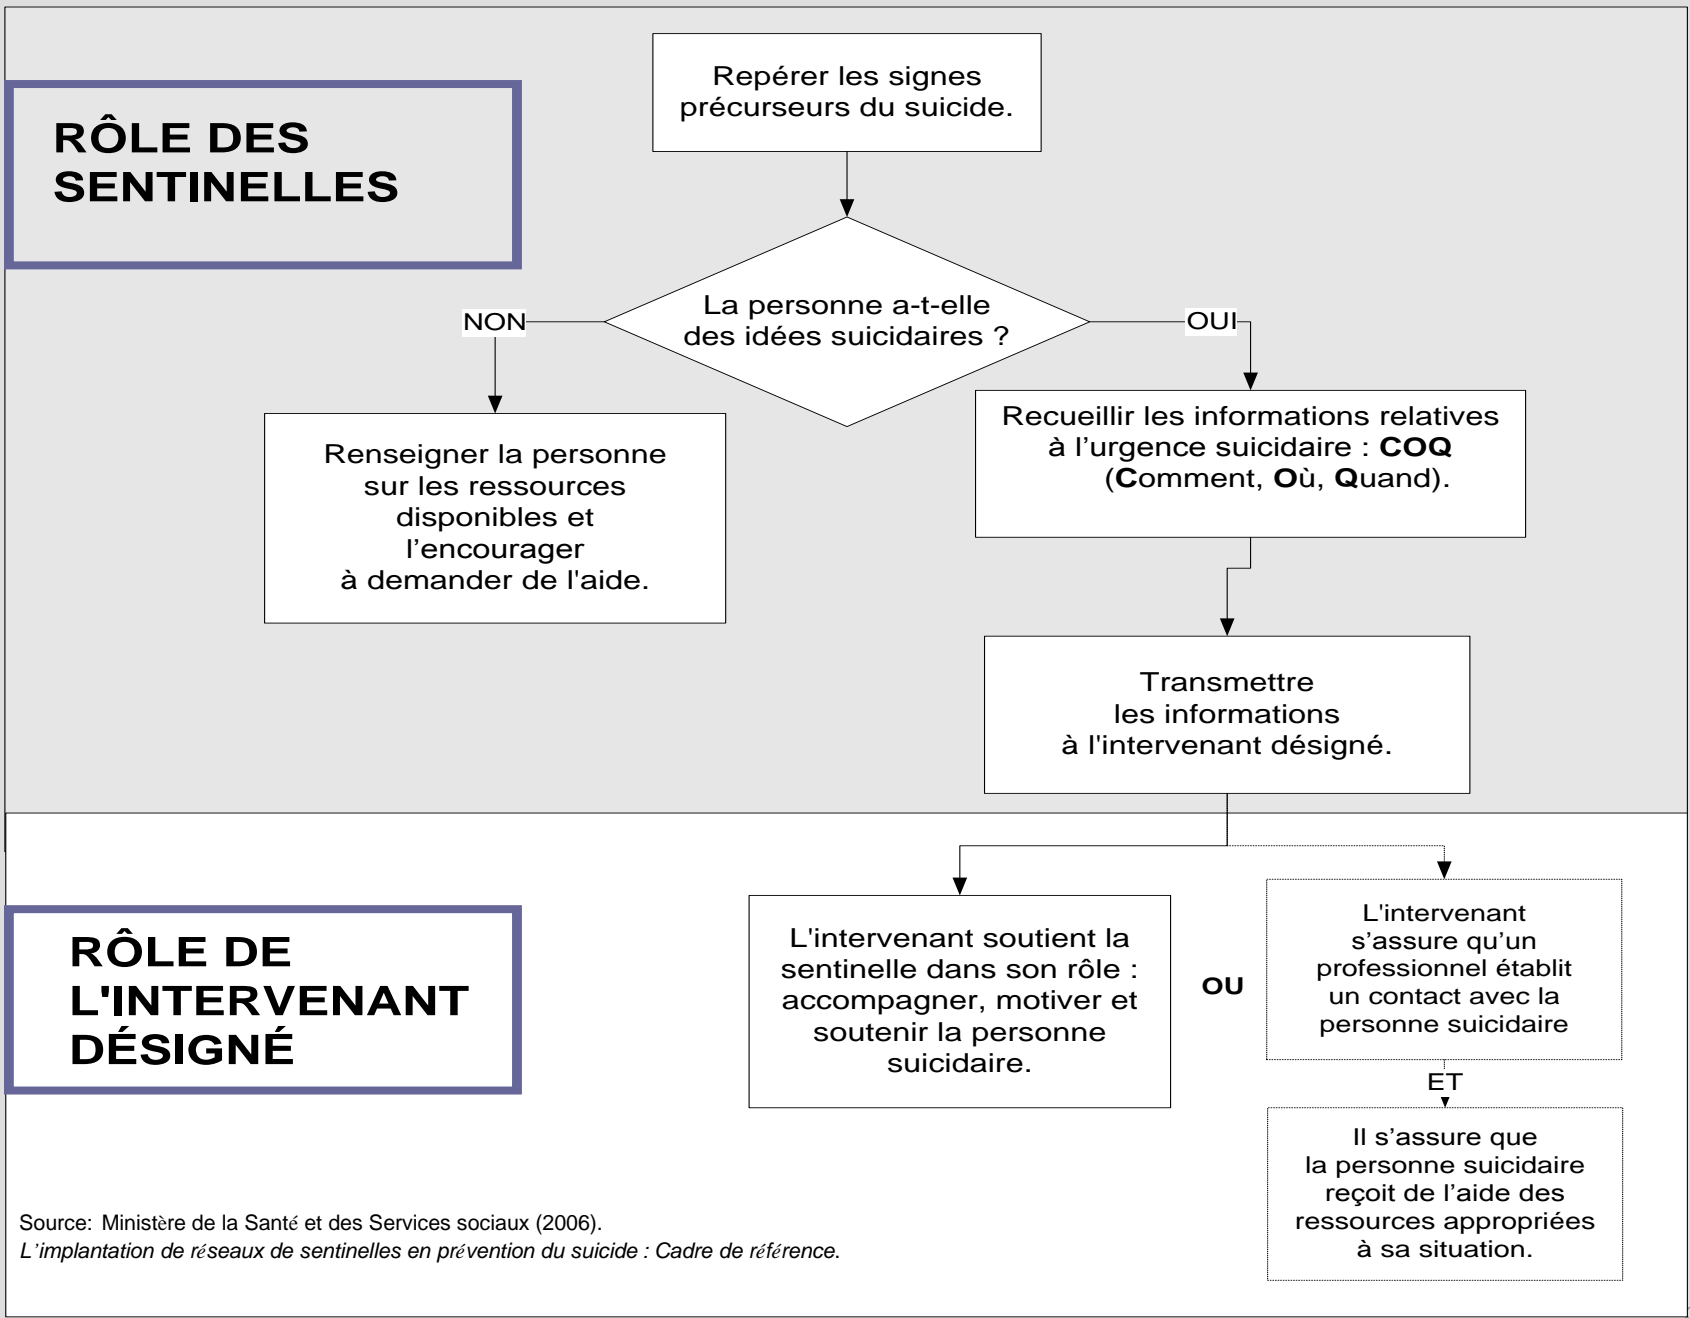 RÔLE DES
SENTINELLES
Repérer les signes
précurseurs du suicide.
La personne a-t-elle
des idées suicidaires ?
NON
OUI
Renseigner la personne
sur les ressources
disponibles et
l’encourager
à demander de l'aide.
Recueillir les informations relatives
à l’urgence suicidaire : COQ
(Comment, Où, Quand).
Transmettre
les informations
à l'intervenant désigné.
RÔLE DE
L'INTERVENANT
DÉSIGNÉ
L'intervenant soutient la
sentinelle dans son rôle :
accompagner, motiver et
soutenir la personne
suicidaire.
OU
L'intervenant
s’assure qu’un
professionnel établit
un contact avec la
personne suicidaire
ET
Il s’assure que
la personne suicidaire
reçoit de l’aide des
ressources appropriées
à sa situation.
Source: Ministère de la Santé et des Services sociaux (2006).
L’implantation de réseaux de sentinelles en prévention du suicide : Cadre de référence.